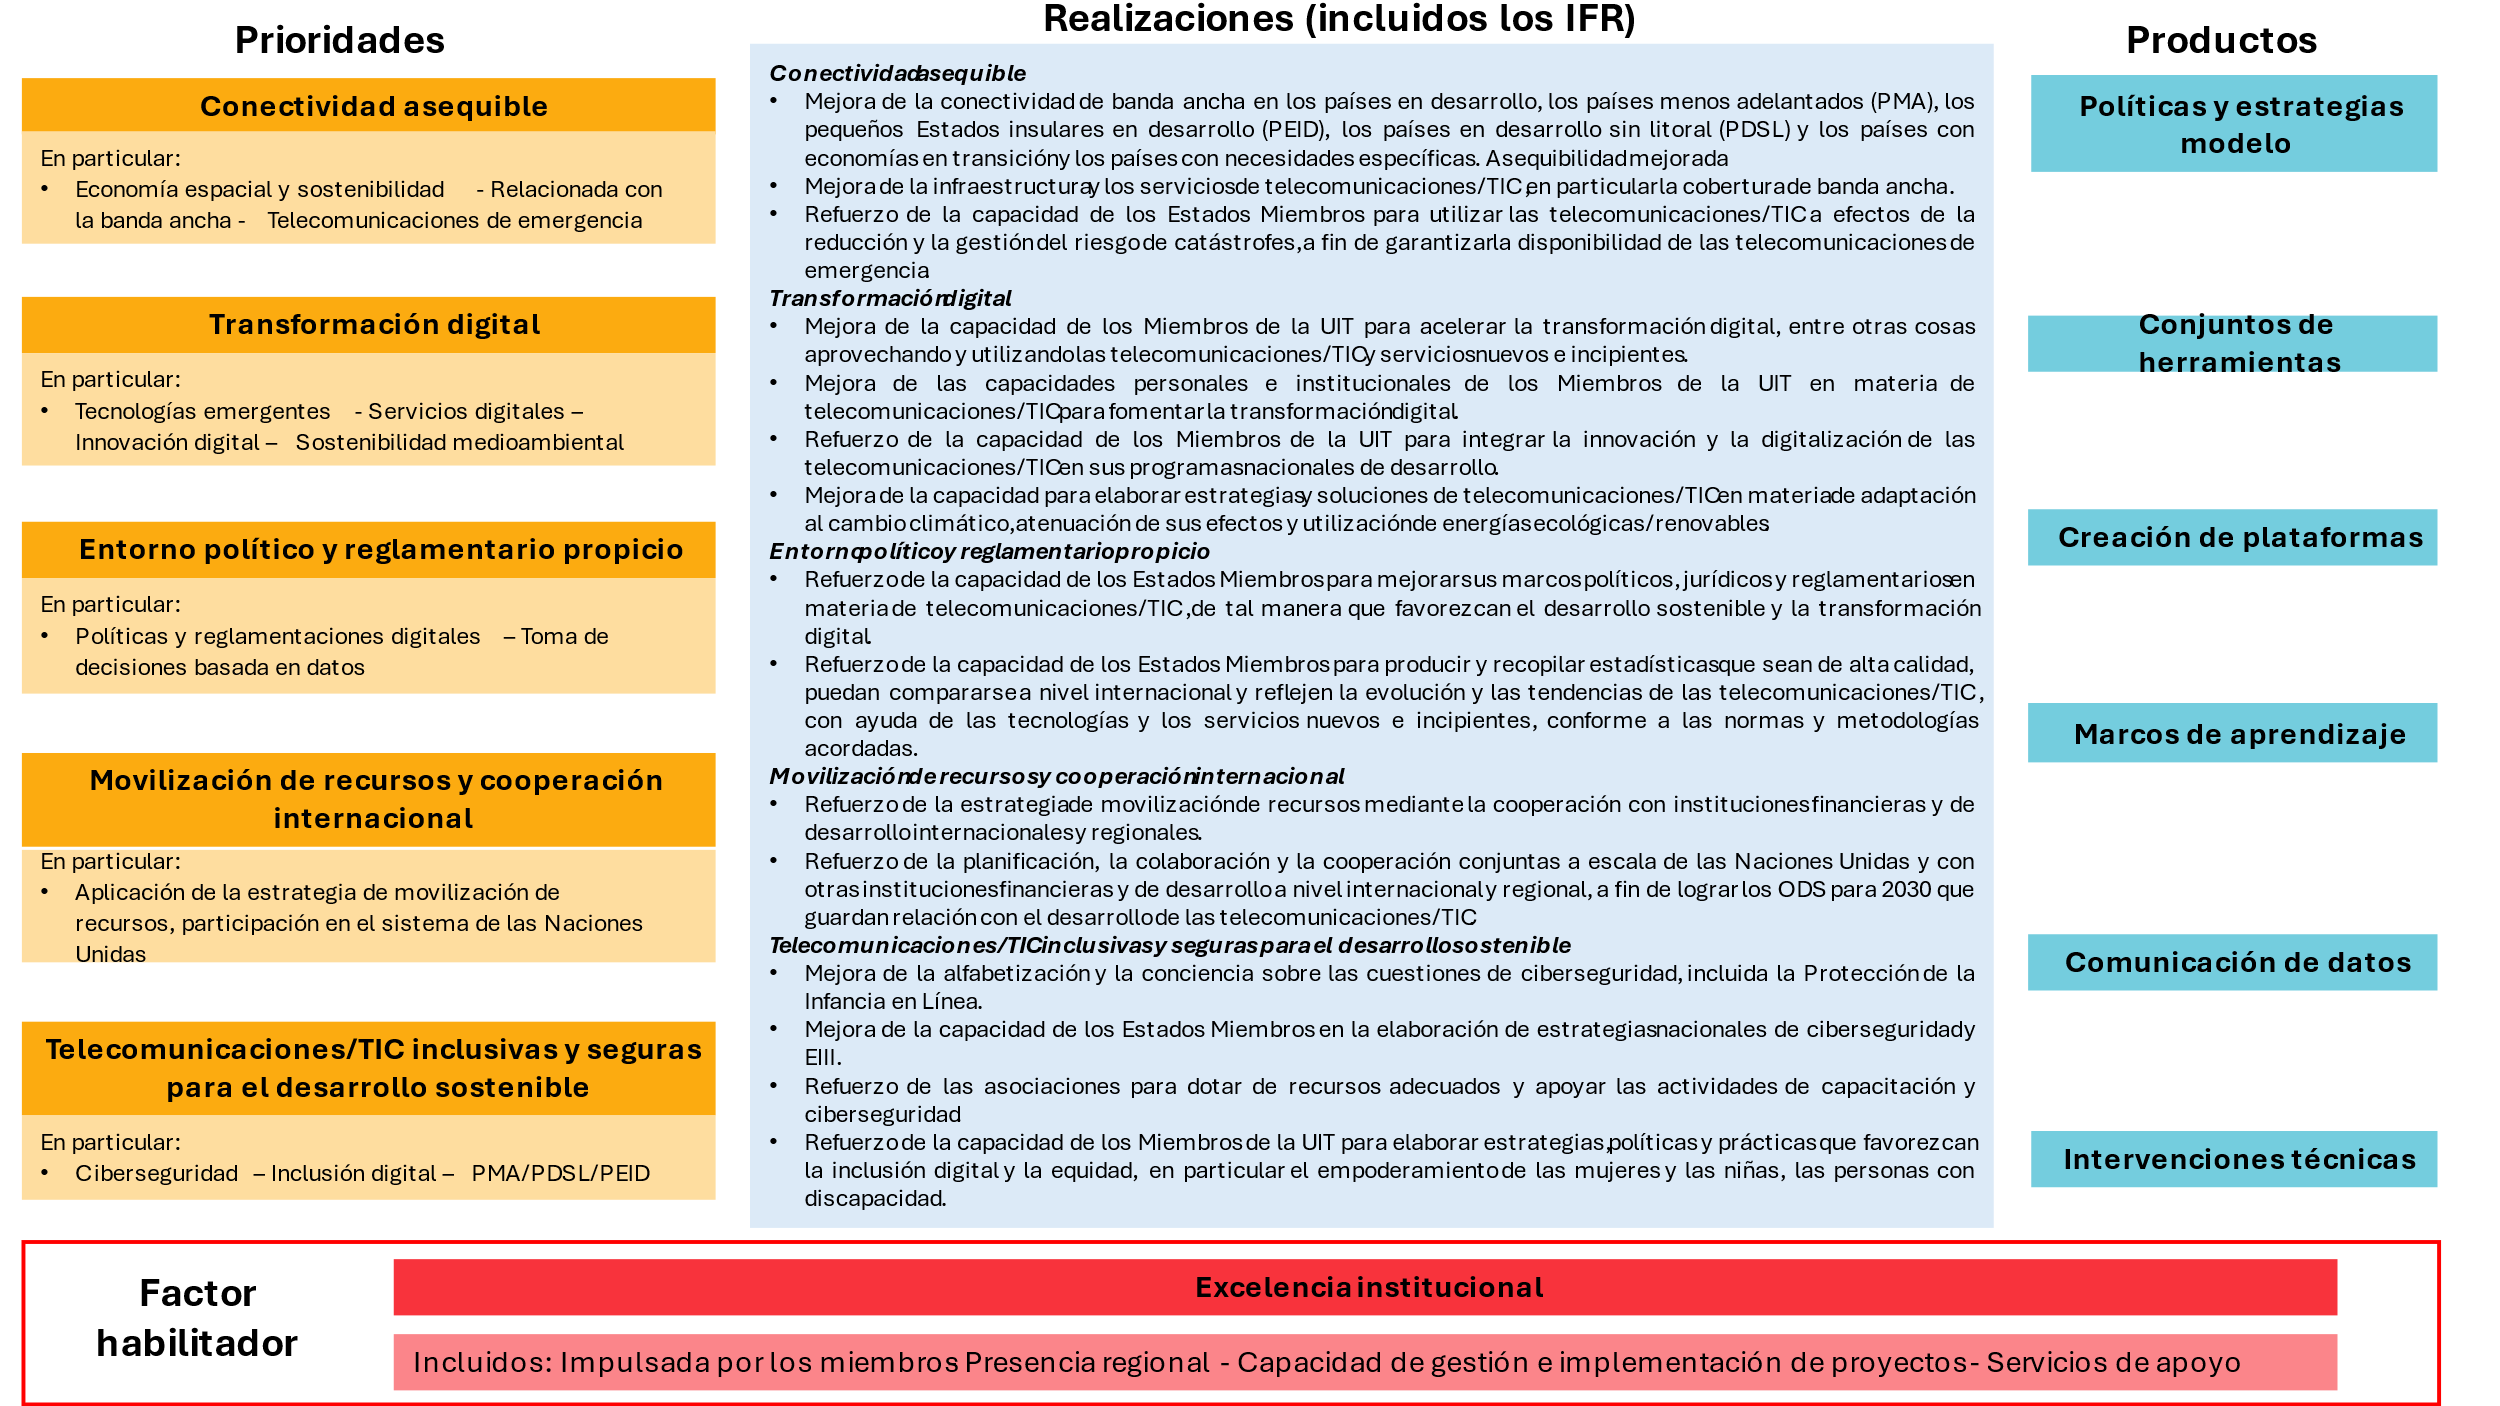 Prioridades
Conectividad asequible
En particular:
• Economía espacial y sostenibilidad - Relacionada con
la banda ancha - Telecomunicaciones de emergencia
Transformación digital
En particular:
• Tecnologías emergentes - Servicios digitales –
Innovación digital – Sostenibilidad medioambiental
Entorno político y reglamentario propicio
En particular:
• Políticas y reglamentaciones digitales – Toma de
decisiones basada en datos
Movilización de recursos y cooperación
internacional
En particular:
• Aplicación de la estrategia de movilización de
recursos, participación en el sistema de las Naciones
Unidas
Telecomunicaciones/TIC inclusivas y seguras
para el desarrollo sostenible
En particular:
• Ciberseguridad – Inclusión digital – PMA/PDSL/PEID
Realizaciones (incluidos los IFR)
Conectividad asequible
• Mejora de la conectividad de banda ancha en los países en desarrollo, los países menos adelantados (PMA), los
pequeños Estados insulares en desarrollo (PEID), los países en desarrollo sin litoral (PDSL) y los países con
economías en transición y los países con necesidades específicas. Asequibilidad mejorada
• Mejora de la infraestructura y los servicios de telecomunicaciones/TIC, en particular la cobertura de banda ancha.
• Refuerzo de la capacidad de los Estados Miembros para utilizar las telecomunicaciones/TIC a efectos de la
reducción y la gestión del riesgo de catástrofes, a fin de garantizar la disponibilidad de las telecomunicaciones de
emergencia.
Transformación digital
• Mejora de la capacidad de los Miembros de la UIT para acelerar la transformación digital, entre otras cosas
aprovechando y utilizando las telecomunicaciones/TIC y servicios nuevos e incipientes.
• Mejora de las capacidades personales e institucionales de los Miembros de la UIT en materia de
telecomunicaciones/TIC para fomentar la transformación digital.
• Refuerzo de la capacidad de los Miembros de la UIT para integrar la innovación y la digitalización de las
telecomunicaciones/TIC en sus programas nacionales de desarrollo.
• Mejora de la capacidad para elaborar estrategias y soluciones de telecomunicaciones/TIC en materia de adaptación
al cambio climático, atenuación de sus efectos y utilización de energías ecológicas/renovables.
Entorno político y reglamentario propicio
• Refuerzo de la capacidad de los Estados Miembros para mejorar sus marcos políticos, jurídicos y reglamentarios en
materia de telecomunicaciones/TIC, de tal manera que favorezcan el desarrollo sostenible y la transformación
digital.
• Refuerzo de la capacidad de los Estados Miembros para producir y recopilar estadísticas que sean de alta calidad,
puedan compararse a nivel internacional y reflejen la evolución y las tendencias de las telecomunicaciones/TIC,
con ayuda de las tecnologías y los servicios nuevos e incipientes, conforme a las normas y metodologías
acordadas.
Movilización de recursos y cooperación internacional
• Refuerzo de la estrategia de movilización de recursos mediante la cooperación con instituciones financieras y de
desarrollo internacionales y regionales.
• Refuerzo de la planificación, la colaboración y la cooperación conjuntas a escala de las Naciones Unidas y con
otras instituciones financieras y de desarrollo a nivel internacional y regional, a fin de lograr los ODS para 2030 que
guardan relación con el desarrollo de las telecomunicaciones/TIC
Telecomunicaciones/TIC inclusivas y seguras para el desarrollo sostenible
• Mejora de la alfabetización y la conciencia sobre las cuestiones de ciberseguridad, incluida la Protección de la
Infancia en Línea.
• Mejora de la capacidad de los Estados Miembros en la elaboración de estrategias nacionales de ciberseguridad y
EIII.
• Refuerzo de las asociaciones para dotar de recursos adecuados y apoyar las actividades de capacitación y
ciberseguridad.
• Refuerzo de la capacidad de los Miembros de la UIT para elaborar estrategias, políticas y prácticas que favorezcan
la inclusión digital y la equidad, en particular el empoderamiento de las mujeres y las niñas, las personas con
discapacidad.
Productos
Políticas y estrategias
modelo
Conjuntos de
herramientas
Creación de plataformas
Marcos de aprendizaje
Comunicación de datos
Intervenciones técnicas
Factor
habilitador
Excelencia institucional
Incluidos: Impulsada por los miembros Presencia regional - Capacidad de gestión e implementación de proyectos - Servicios de apoyo